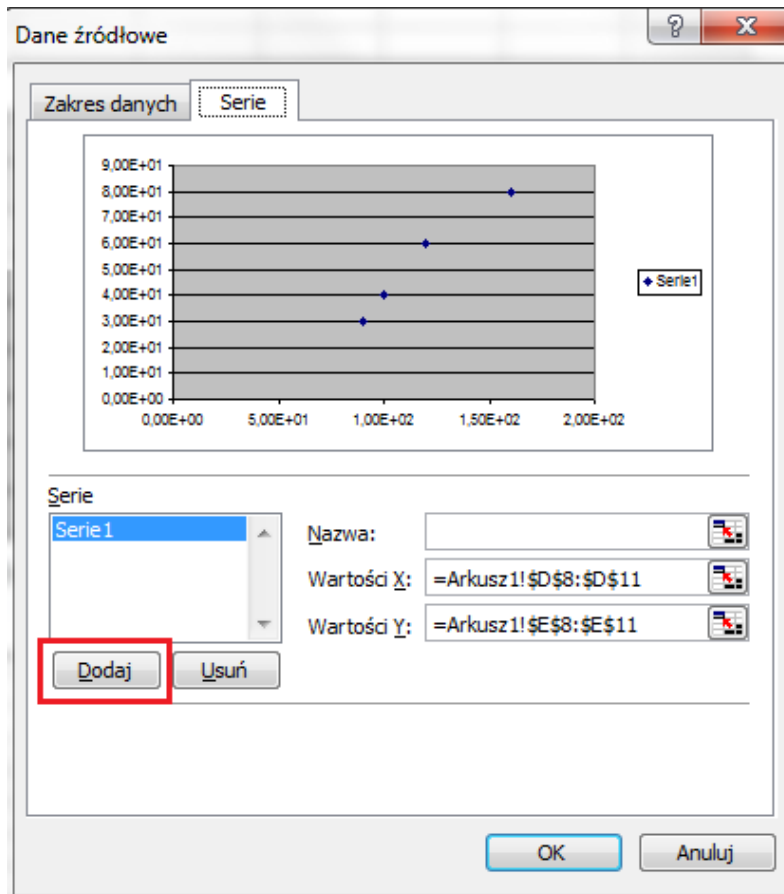 Dane źródłowe
Zakres danych Serie
9,00E+01
8,00E+01
7,00E+01
6,00E+01
5,00E+01
4,00E+01
3,00E+01
2,00E+01
1,00E+01
0,00E+00
0,00E+00 5,00E+01 1,00E+02 1,50E+02 2,00E+02
Serie1
Serie
Serie1
Nazwa:
Wartości X: =Arkusz1!$D$8:$D$11
Wartości Y: =Arkusz1!$E$8:$E$11
Dodaj Usuń
OK Anuluj